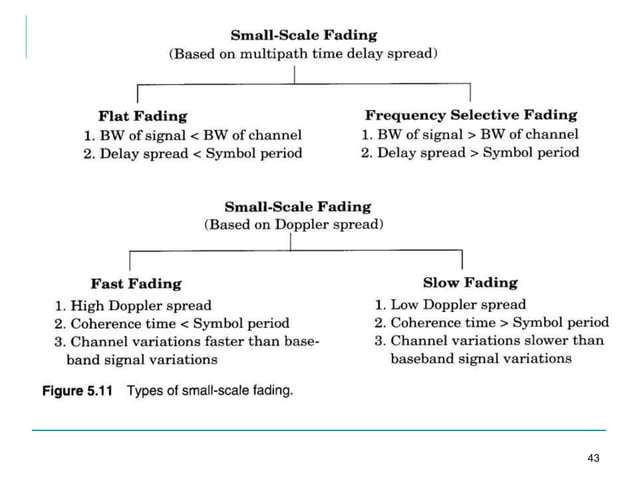 Small-Scale Fading
(Based on multipath time delay spread)
Flat Fading
1. BW of signal < BW of channel
2. Delay spread < Symbol period
Frequency Selective Fading
1. BW of signal > BW of channel
2. Delay spread > Symbol period
Small-Scale Fading
(Based on Doppler spread)
Fast Fading
1. High Doppler spread
2. Coherence time < Symbol period
3. Channel variations faster than base-
band signal variations
Slow Fading
1. Low Doppler spread
2. Coherence time > Symbol period
3. Channel variations slower than
baseband signal variations
Figure 5.11 Types of small-scale fading.
43